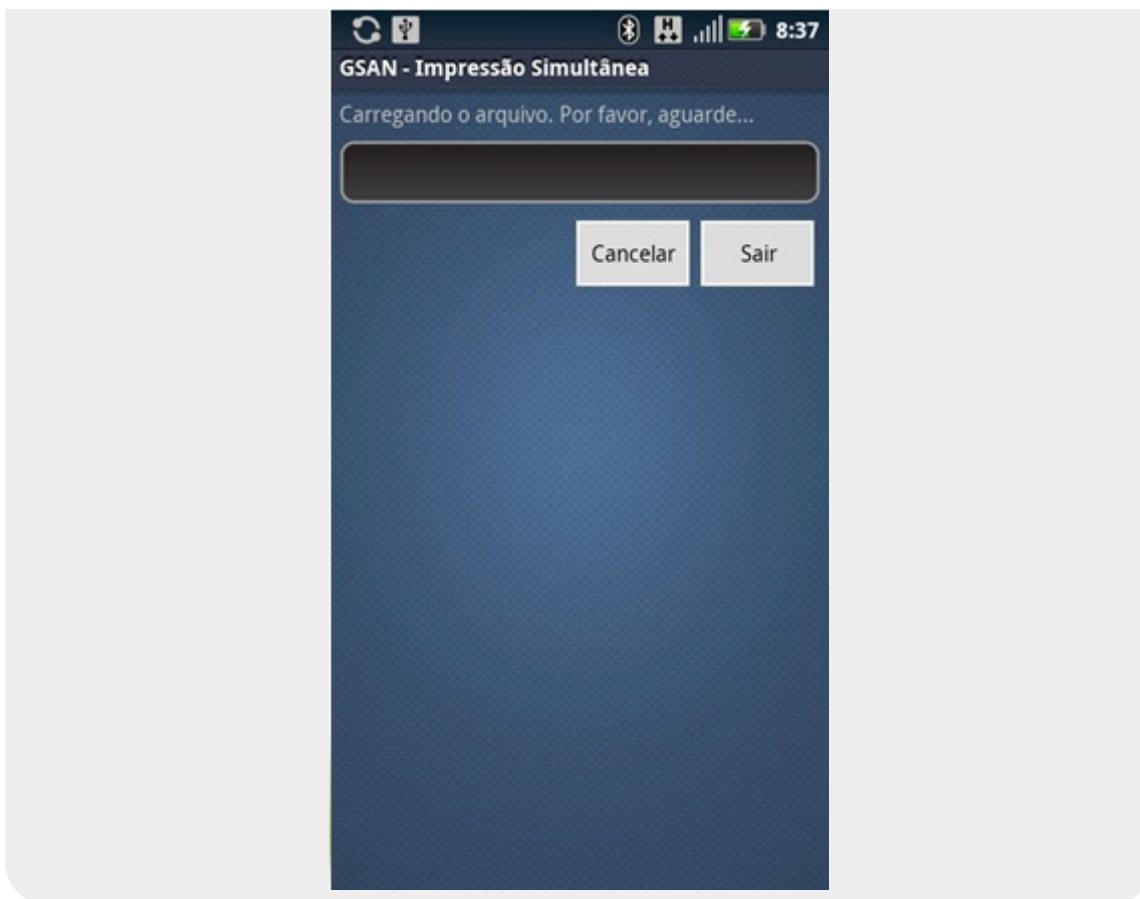 8:37
GSAN - Impressão Simultânea
Carregando o arquivo. Por favor, aguarde...
Cancelar Sair